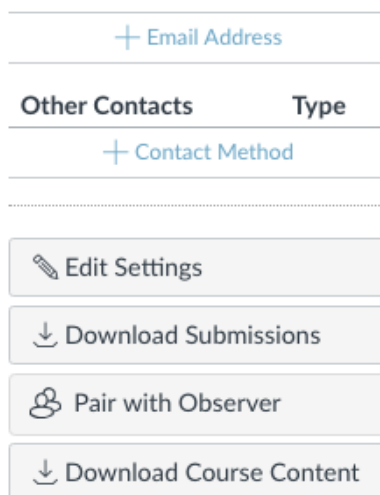 Email Address
Other Contacts Type
Contact Method
Edit Settings
Download Submissions
Pair with Observer
Download Course Content